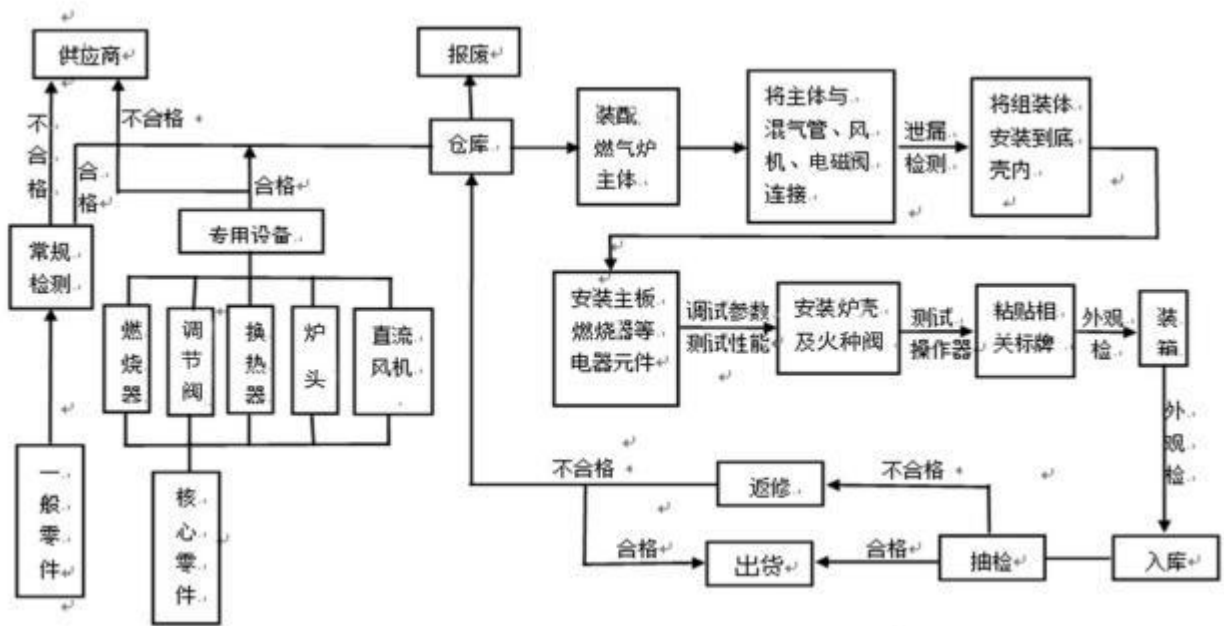 供应商
报废
不合格
不合格
合格
合格
仓库
装配
燃气炉
主体
将主体与
混气管、风
机、电磁阀
连接
泄漏
检测
将组装体
安装到底
壳内
常规
检测
专用设备
燃烧器
调节阀
换热器
炉头
直流
风机
一般零件
核心零件
安装主板
燃烧器等
电器元件
调试参数
测试性能
安装炉壳
及火种阀
测试
操作器
粘贴相
关标牌
外观
检
装箱
外观检
不合格
返修
不合格
合格
出货
合格
抽检
入库